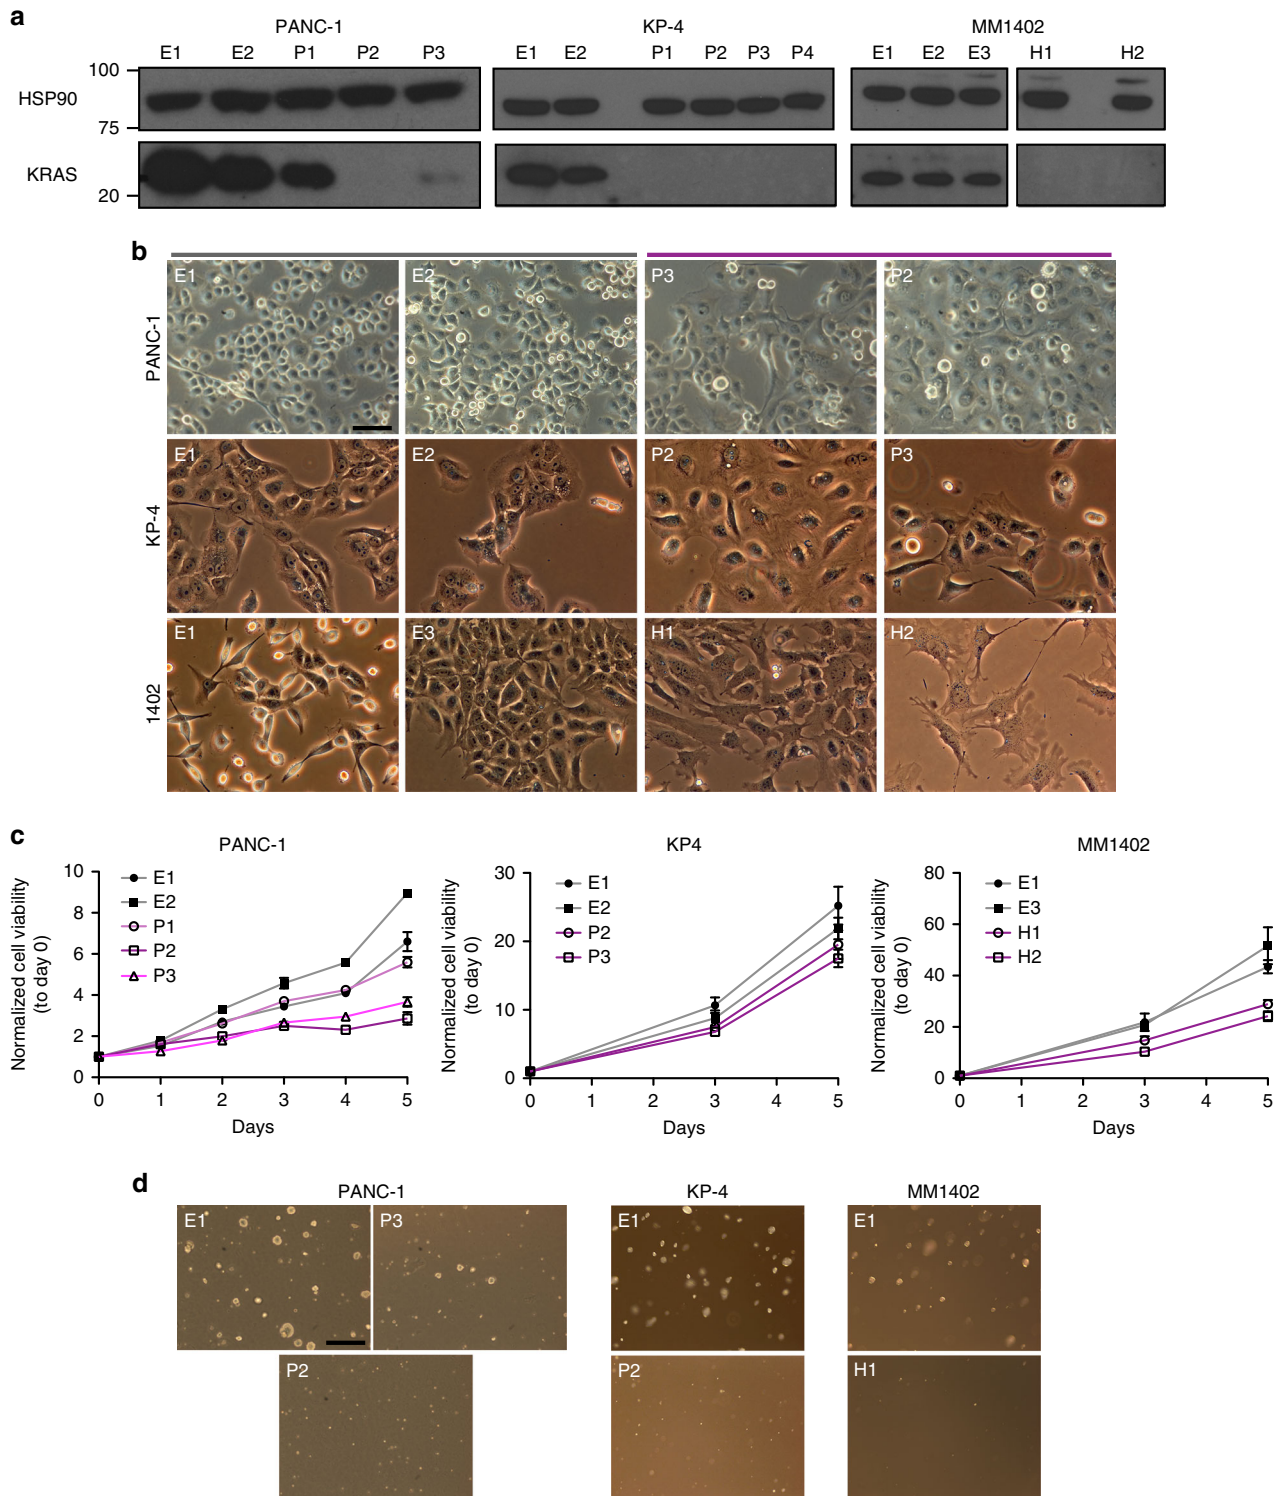 a
PANC-1 KP-4 MM1402
E1 E2 P1 P2 P3 E1 E2 P1 P2 P3 P4 E1 E2 E3 H1 H2
100
HSP90
75
KRAS
20
b
PANC-1
E1 E2 P3 P2
KP-4
E1 E2 P2 P3
1402
E1 E3 H1 H2
c
PANC-1
Normalized cell viability
(to day 0)
10
8
6
4
2
0
E1
E2
P1
P2
P3
0 1 2 3 4 5
Days
KP4
Normalized cell viability
(to day 0)
30
20
10
0
E1
E2
P2
P3
0 1 2 3 4 5
Days
MM1402
Normalized cell viability
(to day 0)
80
60
40
20
0
E1
E3
H1
H2
0 1 2 3 4 5
Days
d
PANC-1 KP-4 MM1402
E1 P3 E1 E1
P2 P2 H1